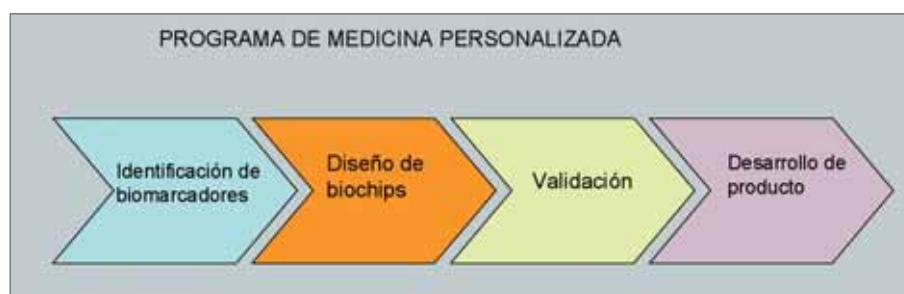 PROGRAMA DE MEDICINA PERSONALIZADA
Identificación de
biomarcadores
Diseño de
biochips
Validación
Desarrollo de
producto